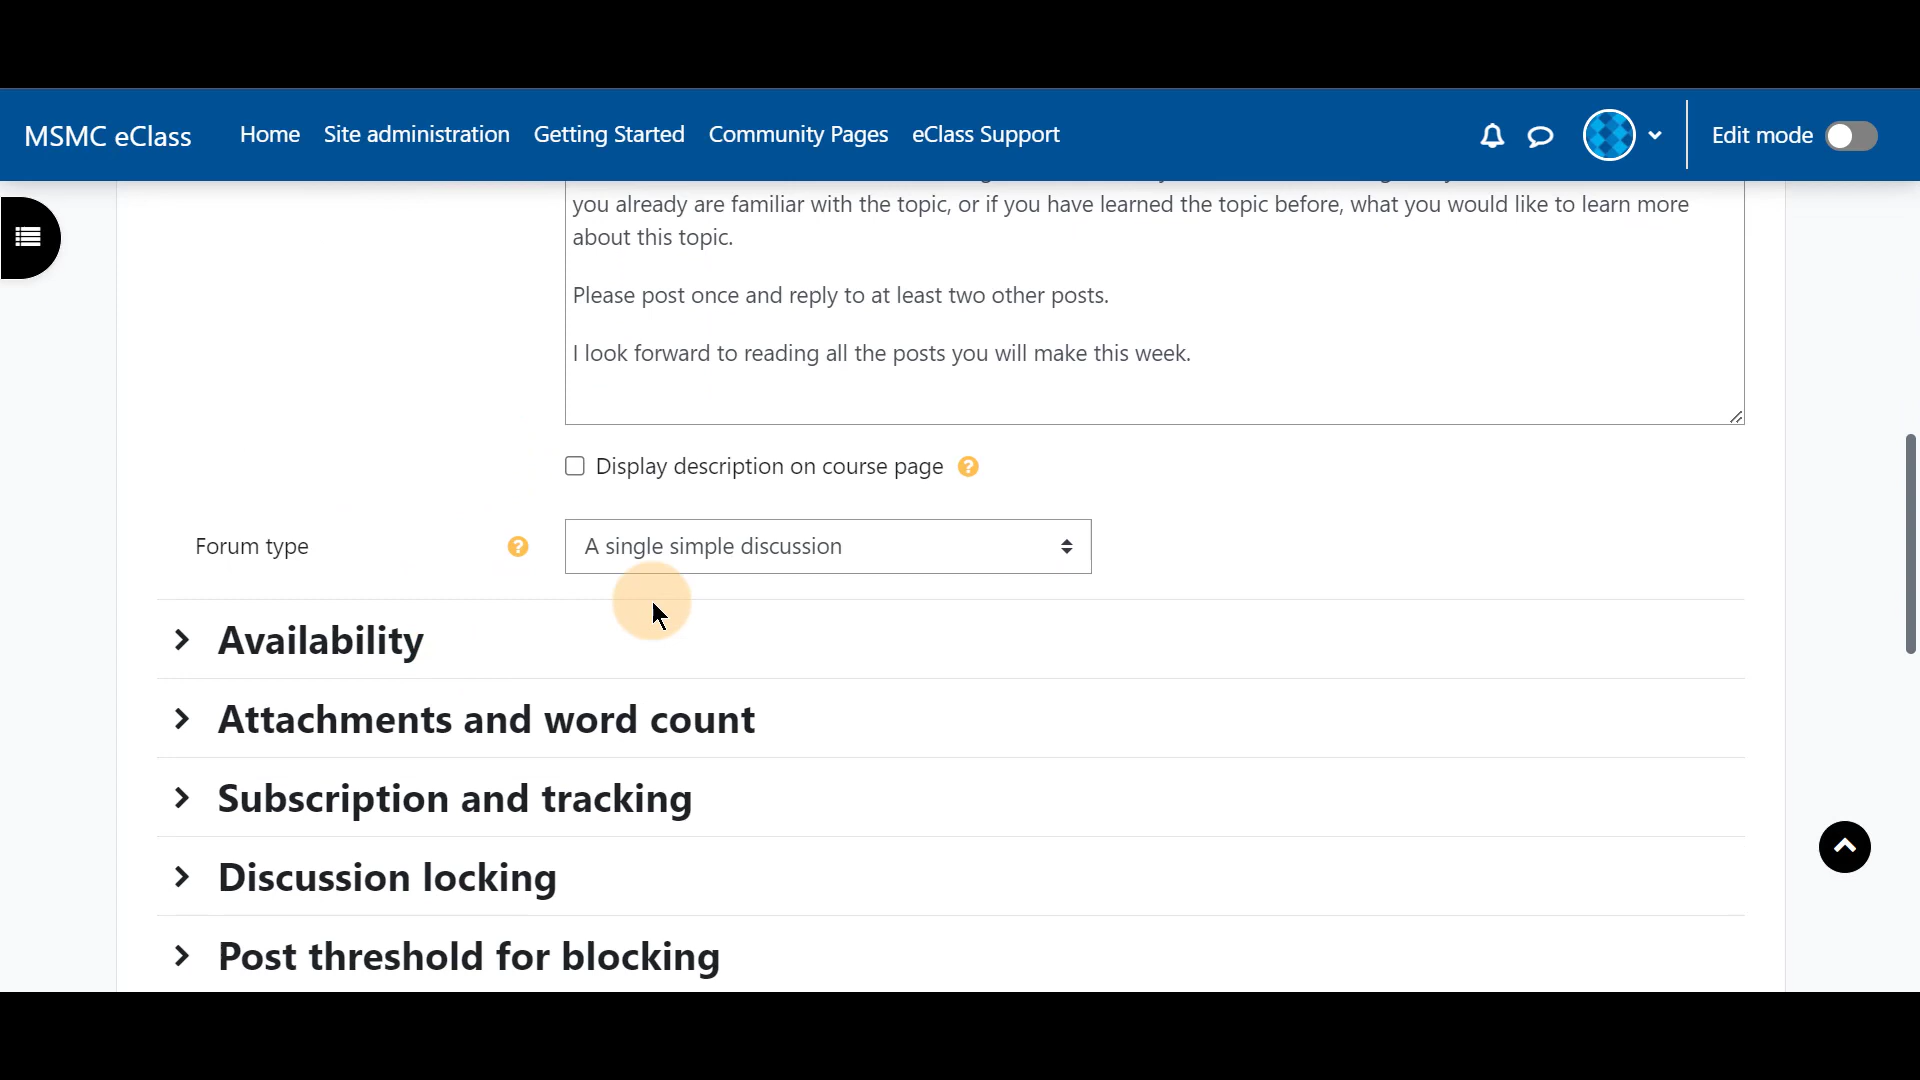 MSMC eClass Home Site administration Getting Started Community Pages eClass Support Edit mode
you already are familiar with the topic, or if you have learned the topic before, what you would like to learn more
about this topic.
Please post once and reply to at least two other posts.
I look forward to reading all the posts you will make this week.
Display description on course page
Forum type A single simple discussion
Availability
Attachments and word count
Subscription and tracking
Discussion locking
Post threshold for blocking